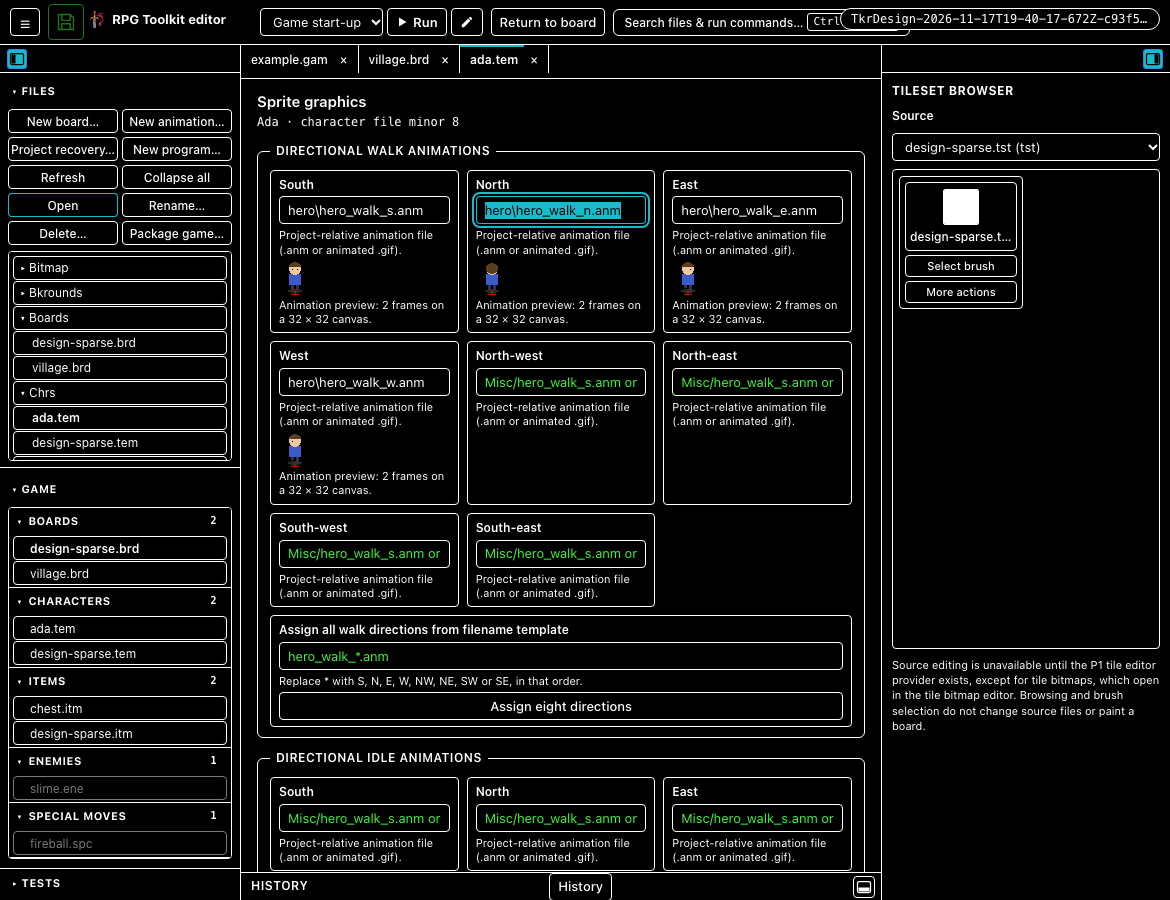 RPG Toolkit editor
Game start-up
Run
Return to board
Search files & run commands...
Ctrl
TkrDesign-2026-11-17T19-40-17-672Z-c93f5...
example.gam ×
village.brd ×
ada.tem ×
FILES
New board...
New animation...
Project recovery...
New program...
Refresh
Collapse all
Open
Rename...
Delete...
Package game...
Bitmap
Bkrounds
Boards
design-sparse.brd
village.brd
Chrs
ada.tem
design-sparse.tem
GAME
BOARDS 2
design-sparse.brd
village.brd
CHARACTERS 2
ada.tem
design-sparse.tem
ITEMS 2
chest.itm
design-sparse.itm
ENEMIES 1
slime.ene
SPECIAL MOVES 1
fireball.spc
TESTS
Sprite graphics
Ada · character file minor 8
DIRECTIONAL WALK ANIMATIONS
South
hero\hero_walk_s.anm
Project-relative animation file
(.anm or animated .gif).
Animation preview: 2 frames on
a 32 × 32 canvas.
North
hero\hero_walk_n.anm
Project-relative animation file
(.anm or animated .gif).
Animation preview: 2 frames on
a 32 × 32 canvas.
East
hero\hero_walk_e.anm
Project-relative animation file
(.anm or animated .gif).
Animation preview: 2 frames on
a 32 × 32 canvas.
West
hero\hero_walk_w.anm
Project-relative animation file
(.anm or animated .gif).
Animation preview: 2 frames on
a 32 × 32 canvas.
North-west
Misc/hero_walk_s.anm or
Project-relative animation file
(.anm or animated .gif).
North-east
Misc/hero_walk_s.anm or
Project-relative animation file
(.anm or animated .gif).
South-west
Misc/hero_walk_s.anm or
Project-relative animation file
(.anm or animated .gif).
South-east
Misc/hero_walk_s.anm or
Project-relative animation file
(.anm or animated .gif).
Assign all walk directions from filename template
hero_walk_*.anm
Replace * with S, N, E, W, NW, NE, SW or SE, in that order.
Assign eight directions
DIRECTIONAL IDLE ANIMATIONS
South
Misc/hero_walk_s.anm or
Project-relative animation file
(.anm or animated .gif).
North
Misc/hero_walk_s.anm or
Project-relative animation file
(.anm or animated .gif).
East
Misc/hero_walk_s.anm or
Project-relative animation file
(.anm or animated .gif).
HISTORY
History
TILESET BROWSER
Source
design-sparse.tst (tst)
design-sparse.t...
Select brush
More actions
Source editing is unavailable until the P1 tile editor
provider exists, except for tile bitmaps, which open
in the tile bitmap editor. Browsing and brush
selection do not change source files or paint a
board.